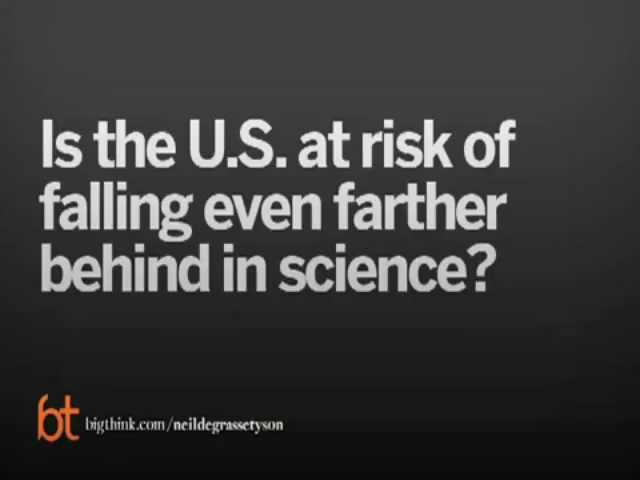 Is the U.S. at risk of
falling even farther
behind in science?
bt bigthink.com/neildegrassetyson